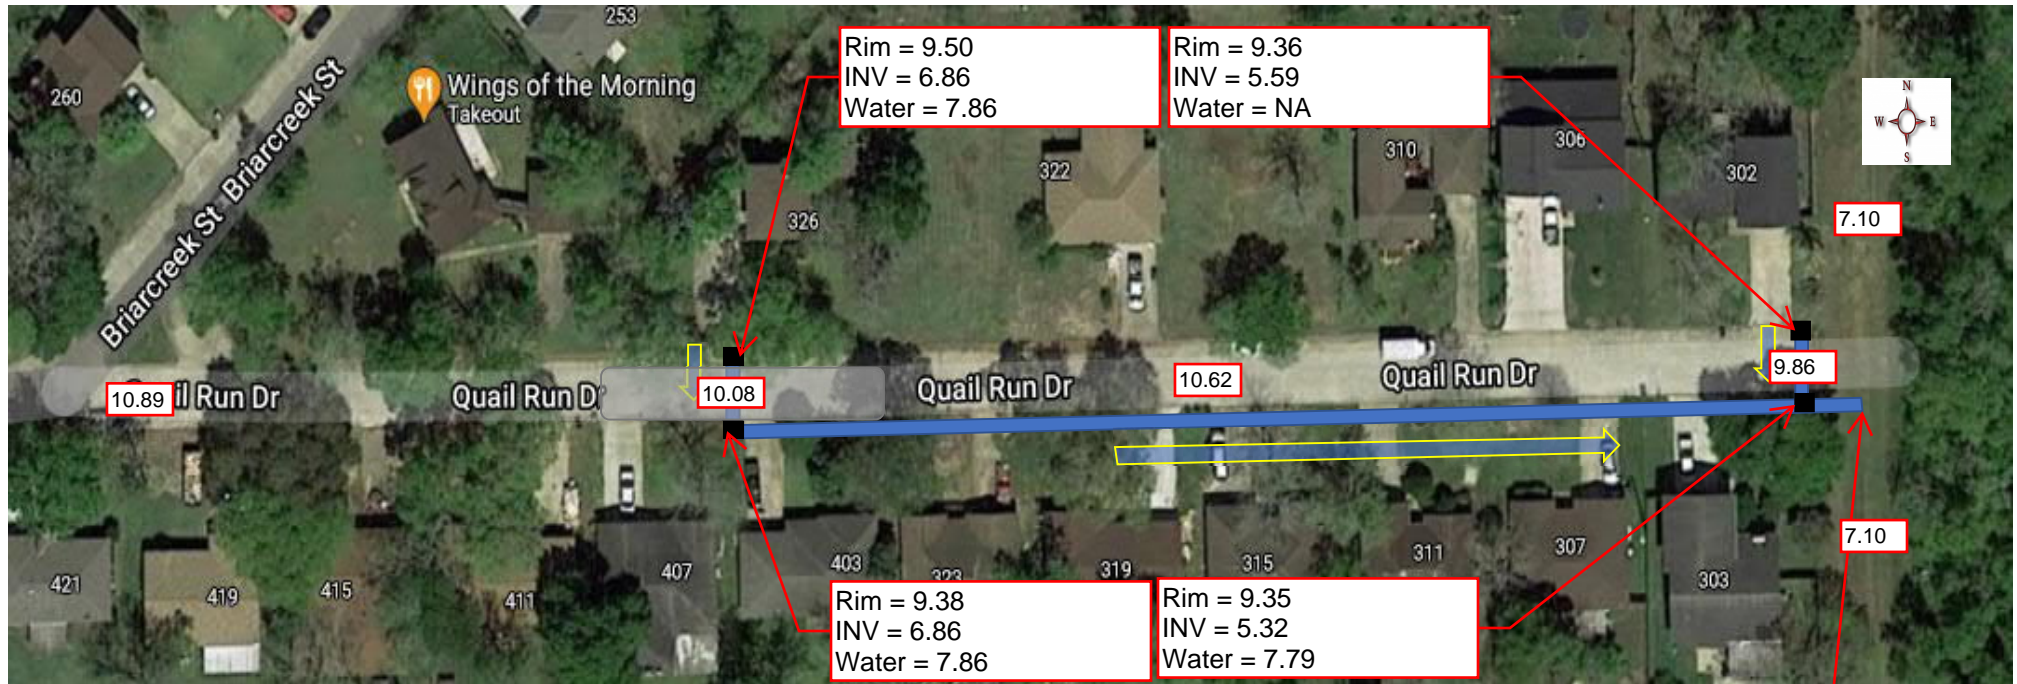 253
Rim = 9.50
INV = 6.86
Water = 7.86
Rim = 9.36
INV = 5.59
Water = NA
N
W E
S
260
Wings of the Morning
Takeout
Briarcreek St
Briarcreek St
326
322
310
306
302
7.10
10.89
il Run Dr
Quail Run D
10.08
Quail Run Dr
10.62
Quail Run Dr
9.86
7.10
421
419
415
411
407
403
323
319
315
311
307
303
Rim = 9.38
INV = 6.86
Water = 7.86
Rim = 9.35
INV = 5.32
Water = 7.79